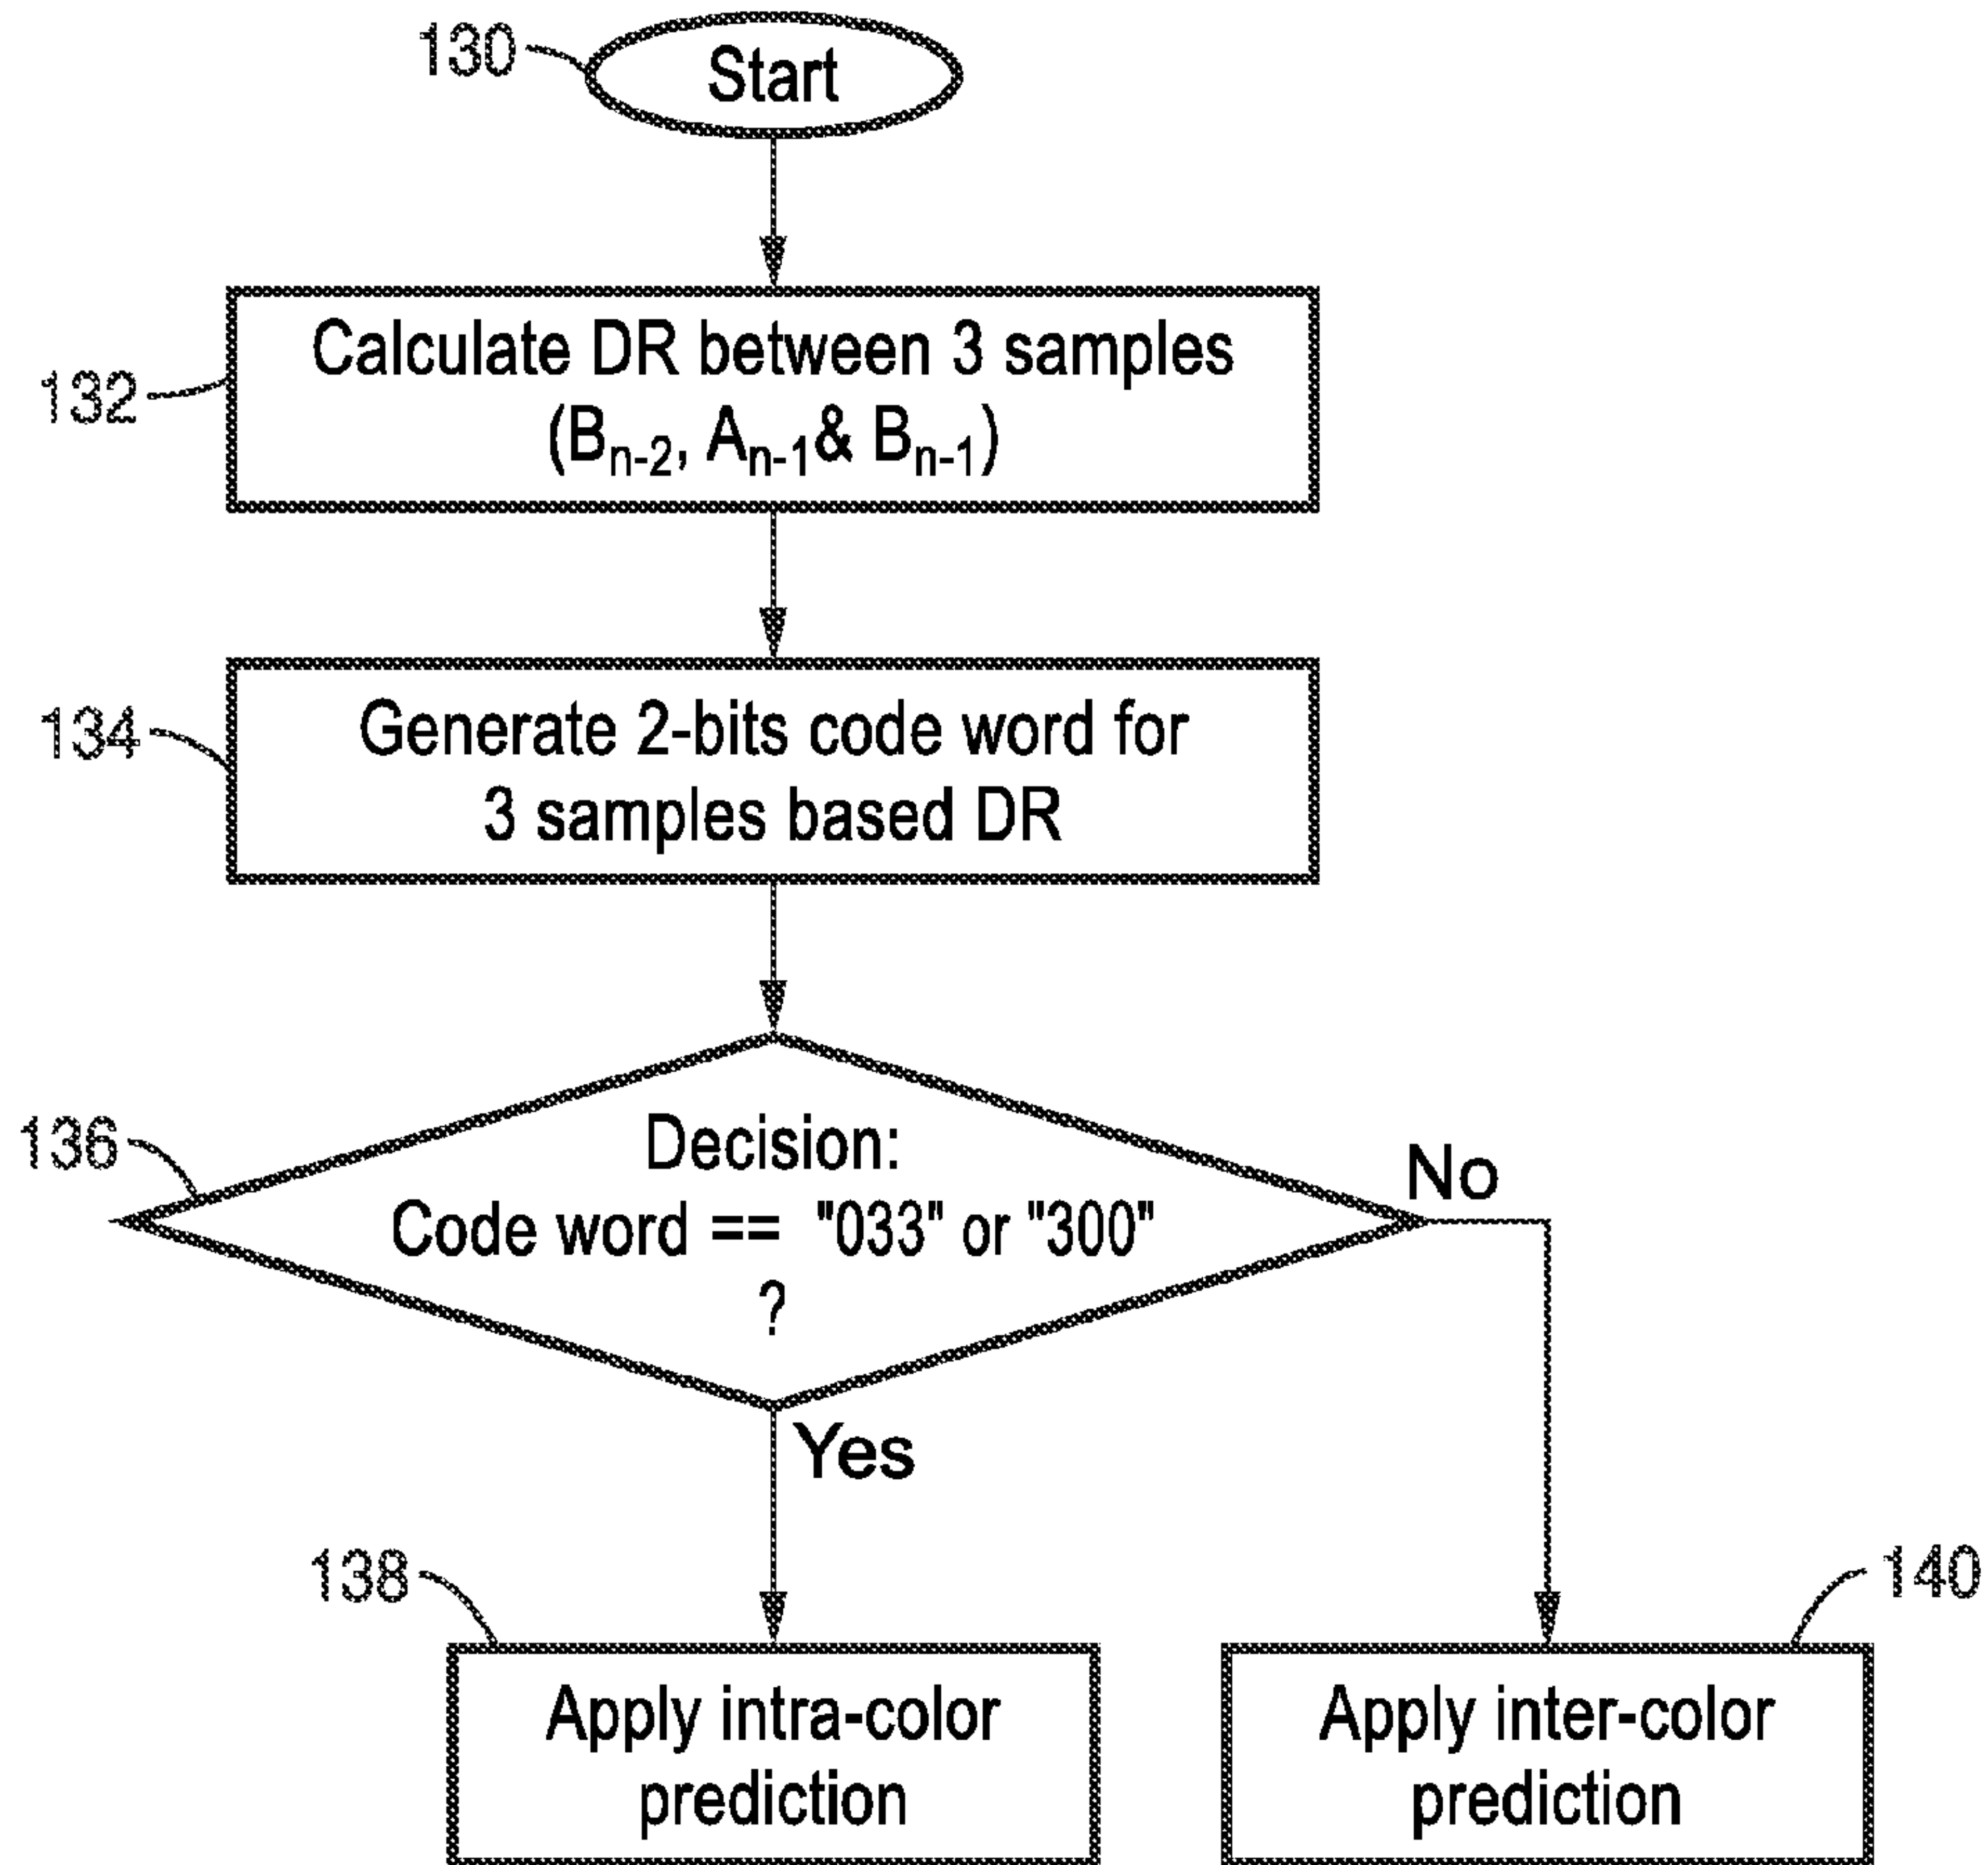 130
Start
132
Calculate DR between 3 samples
(Bn-2, An-1& Bn-1)
134
Generate 2-bits code word for
3 samples based DR
136
Decision:
Code word == "033" or "300"
?
No
Yes
138
Apply intra-color
prediction
140
Apply inter-color
prediction